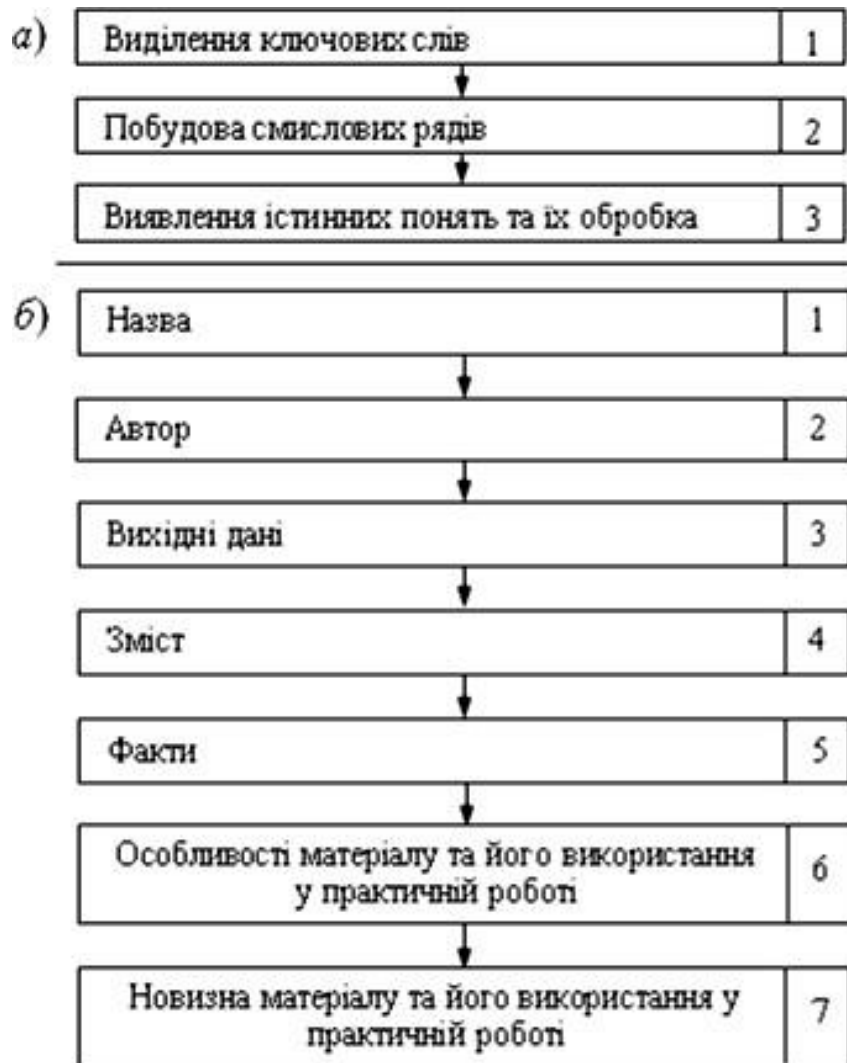 а) Виділення ключових слів 1
Побудова смислових рядів 2
Виявлення істинних понять та їх обробка 3
б) Назва 1
Автор 2
Вихідні дані 3
Зміст 4
Факти 5
Особливості матеріалу та його використання
у практичній роботі 6
Новизна матеріалу та його використання у
практичній роботі 7